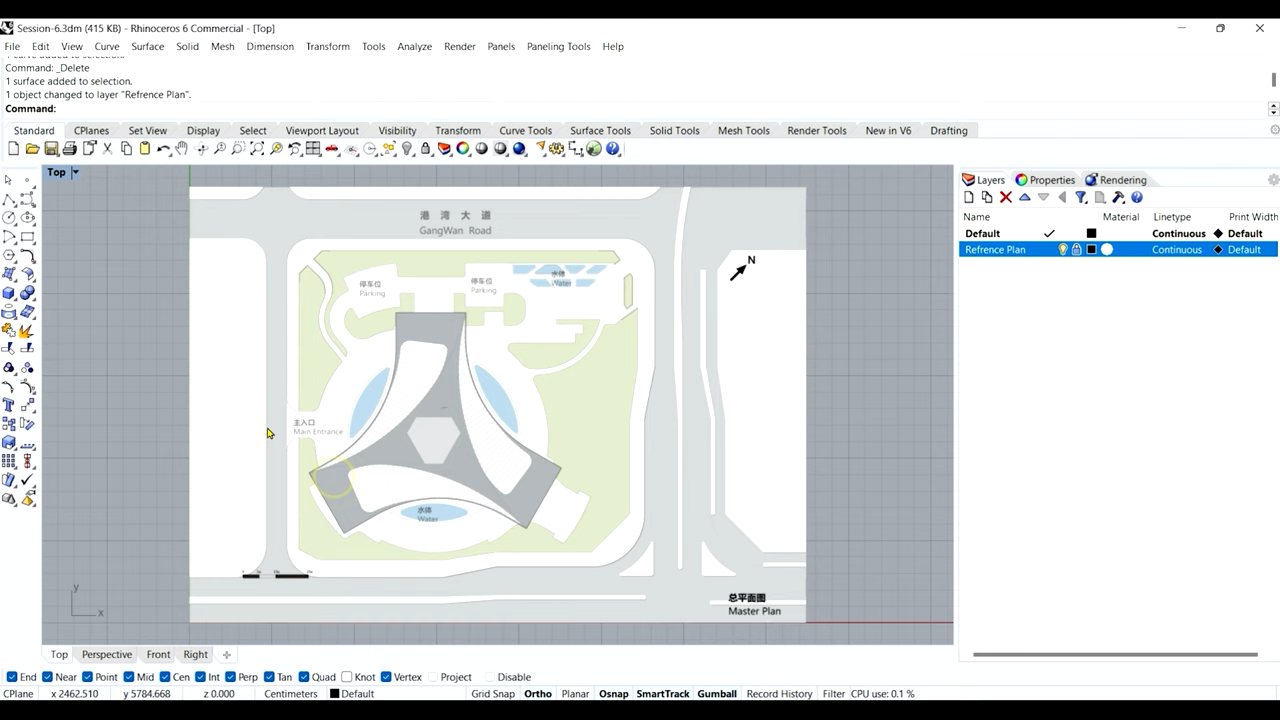 Session-6.3dm (415 KB) - Rhinoceros 6 Commercial - [Top]
File Edit View Curve Surface Solid Mesh Dimension Transform Tools Analyze Render Panels Paneling Tools Help
Command: _Delete
1 surface added to selection.
1 object changed to layer "Refrence Plan".
Command:
Standard CPlanes Set View Display Select Viewport Layout Visibility Transform Curve Tools Surface Tools Solid Tools Mesh Tools Render Tools New in V6 Drafting
Top
Layers Properties Rendering
Name Material Linetype Print Width
Default Continuous Default
Refrence Plan Continuous Default
港 湾 大 道
GangWan Road
N
停车位
Parking
停车位
Parking
水体
Water
主入口
Main Entrance
水体
Water
总平面图
Master Plan
y
x
Top Perspective Front Right
End Near Point Mid Cen Int Perp Tan Quad Knot Vertex Project Disable
CPlane x 2462.510 y 5784.668 z 0.000 Centimeters Default Grid Snap Ortho Planar Osnap SmartTrack Gumball Record History Filter CPU use: 0.1 %